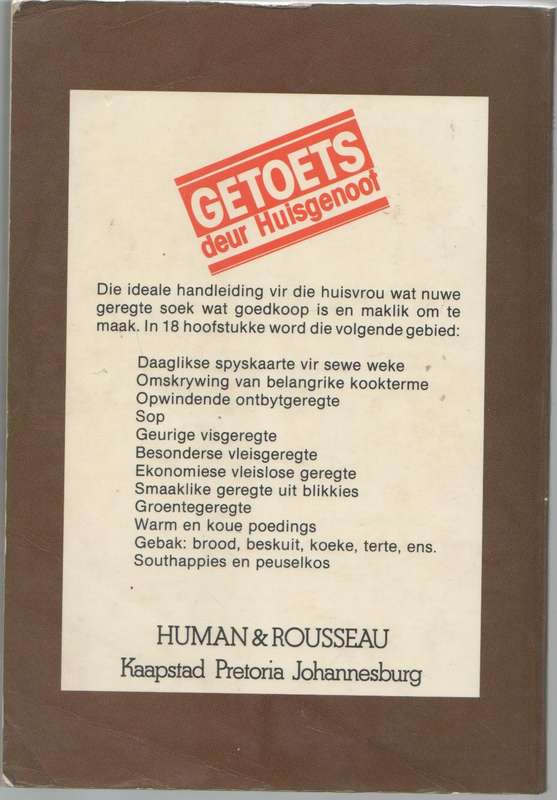 GETOETS
deur Huisgenoot
Die ideale handleiding vir die huisvrou wat nuwe
geregte soek wat goedkoop is en maklik om te
maak. In 18 hoofstukke word die volgende gebied:
Daaglikse spyskaarte vir sewe weke
Omskrywing van belangrike kookterme
Opwindende ontbytgeregte
Sop
Geurige visgeregte
Besonderse vleisgeregte
Ekonomiese vleislose geregte
Smaaklike geregte uit blikkies
Groentegeregte
Warm en koue poedings
Gebak: brood, beskuit, koeke, terte, ens.
Southappies en peuselkos
HUMAN & ROUSSEAU
Kaapstad Pretoria Johannesburg